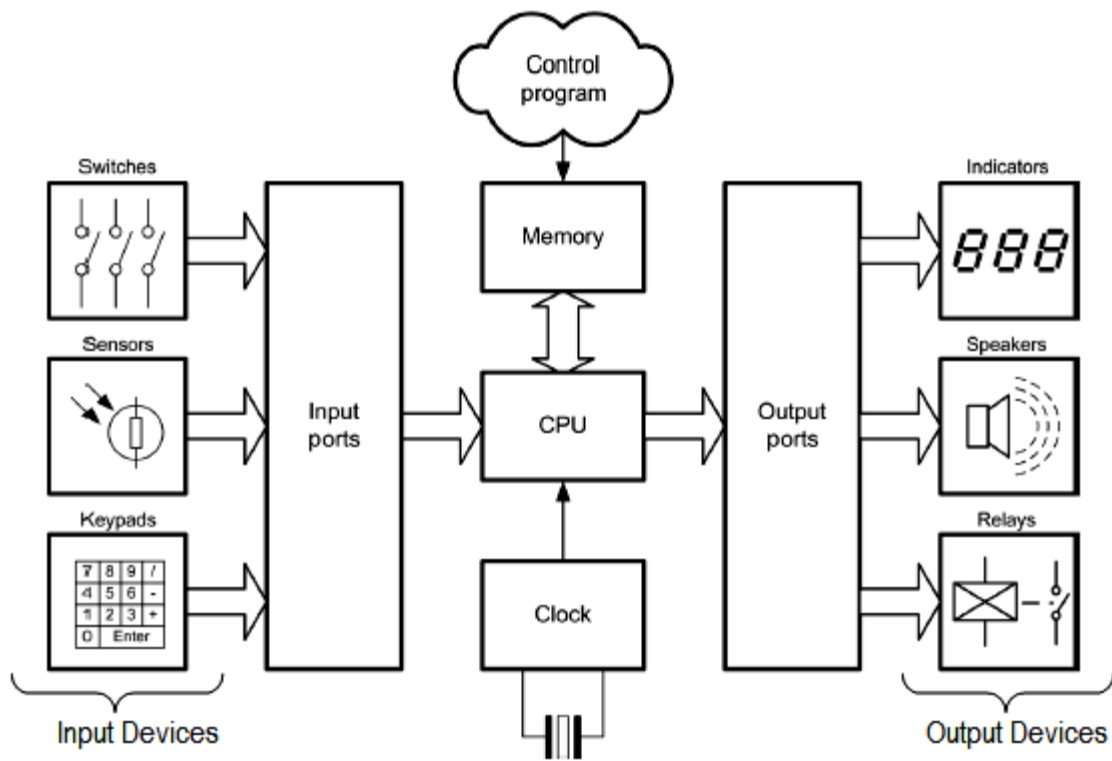 Control
program
Switches
Indicators
Memory
888
Sensors
Speakers
Input
ports
CPU
Output
ports
Keypads
Relays
7 8 9 /
4 5 6 -
1 2 3 +
0 Enter
Clock
Input Devices
Output Devices